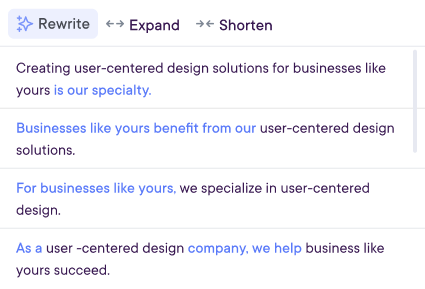 Rewrite Expand Shorten
Creating user-centered design solutions for businesses like
yours is our specialty.
Businesses like yours benefit from our user-centered design
solutions.
For businesses like yours, we specialize in user-centered
design.
As a user -centered design company, we help business like
yours succeed.